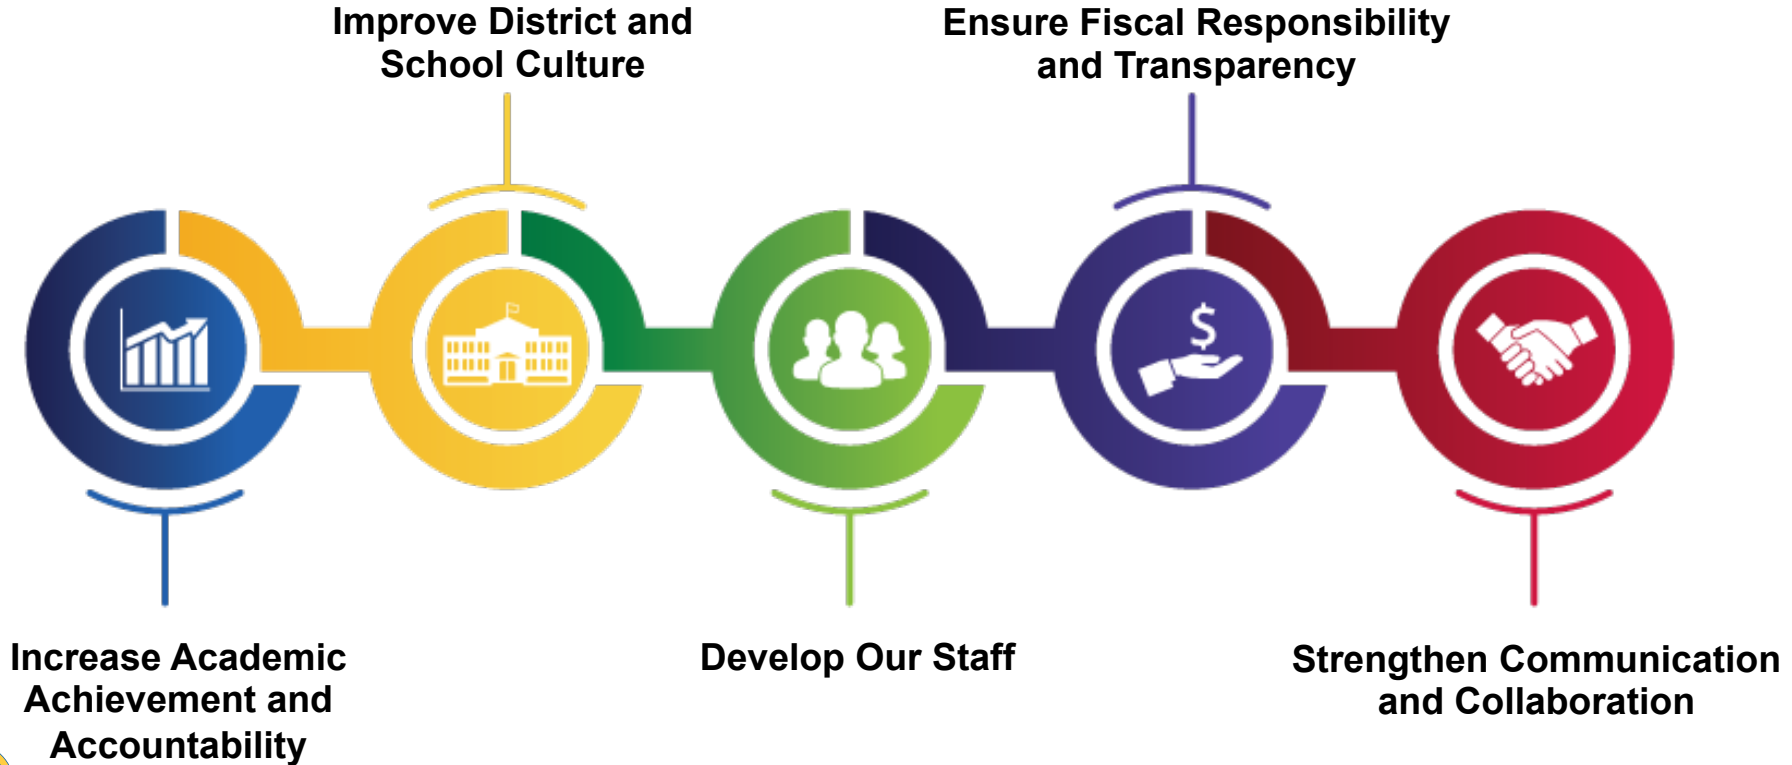 Improve District and
School Culture
Ensure Fiscal Responsibility
and Transparency
$
Increase Academic
Achievement and
Accountability
Develop Our Staff
Strengthen Communication
and Collaboration